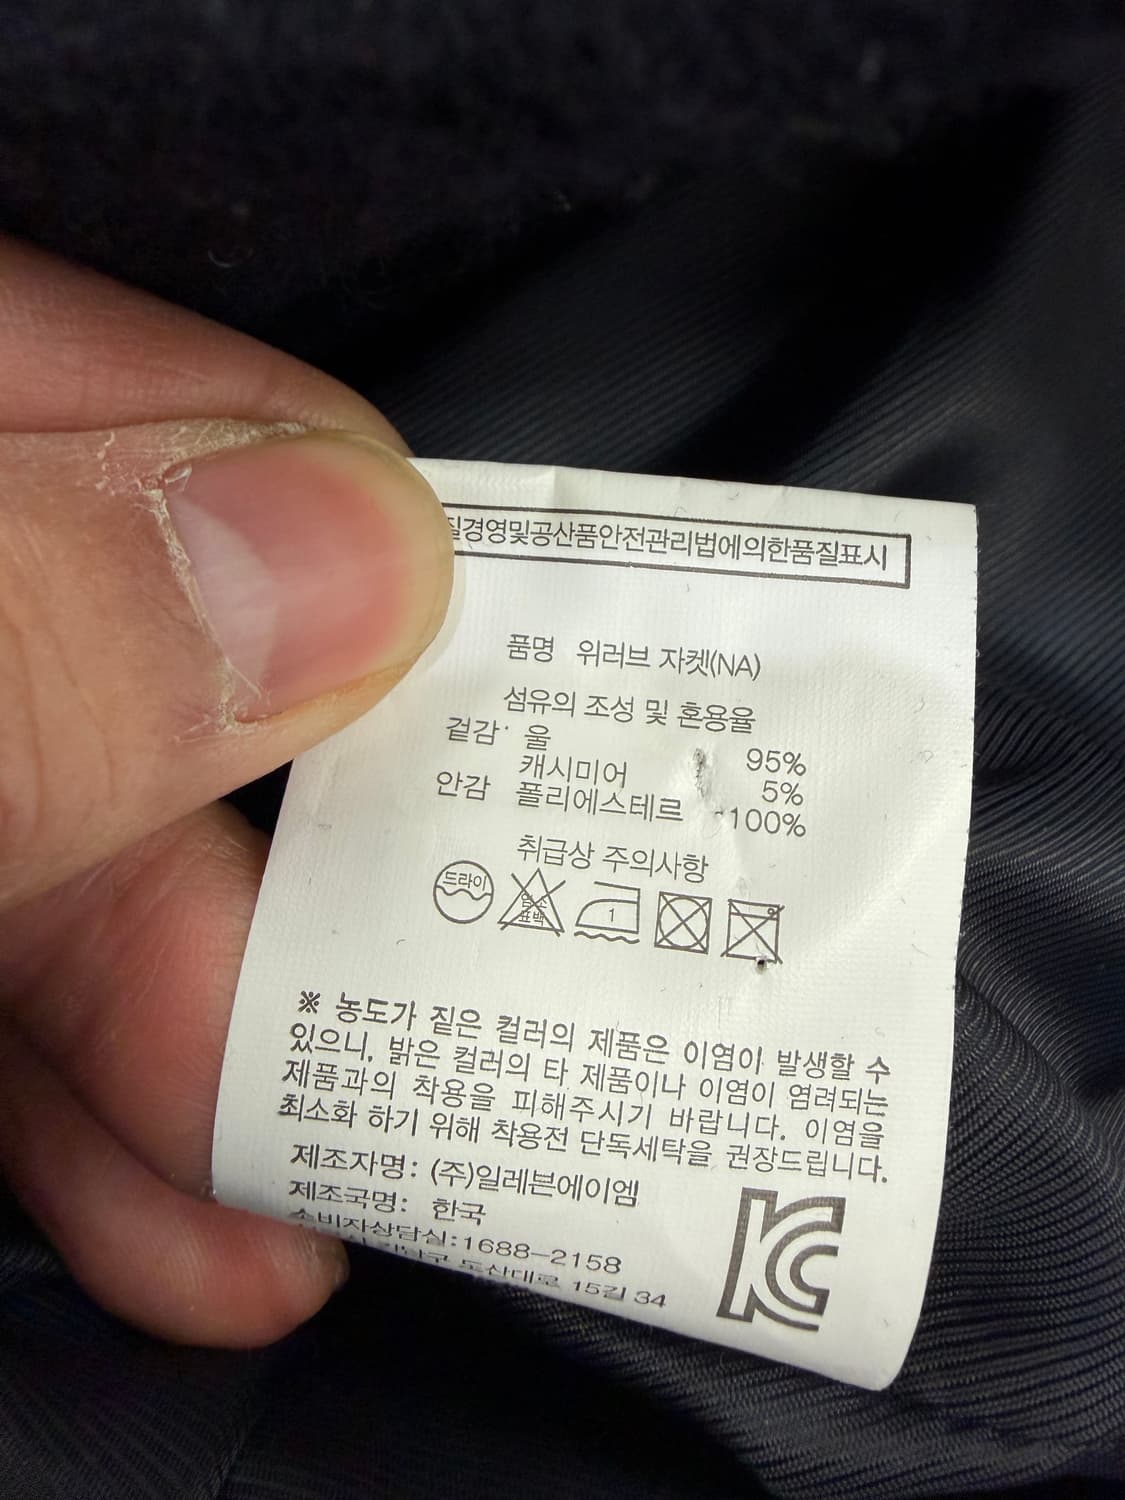 질경영및공산품안전관리법에의한품질표시
품명 위러브 자켓(NA)
섬유의 조성 및 혼용율
겉감 울 95%
캐시미어 5%
안감 폴리에스테르 100%
취급상 주의사항
드라이 염소 표백 1
※ 농도가 짙은 컬러의 제품은 이염이 발생할 수
있으니, 밝은 컬러의 타 제품이나 이염이 염려되는
제품과의 착용을 피해주시기 바랍니다. 이염을
최소화 하기 위해 착용전 단독세탁을 권장드립니다.
제조자명: (주)일레븐에이엠
제조국명: 한국
소비자상담실:1688-2158
강남구 도산대로 15길 34
KC